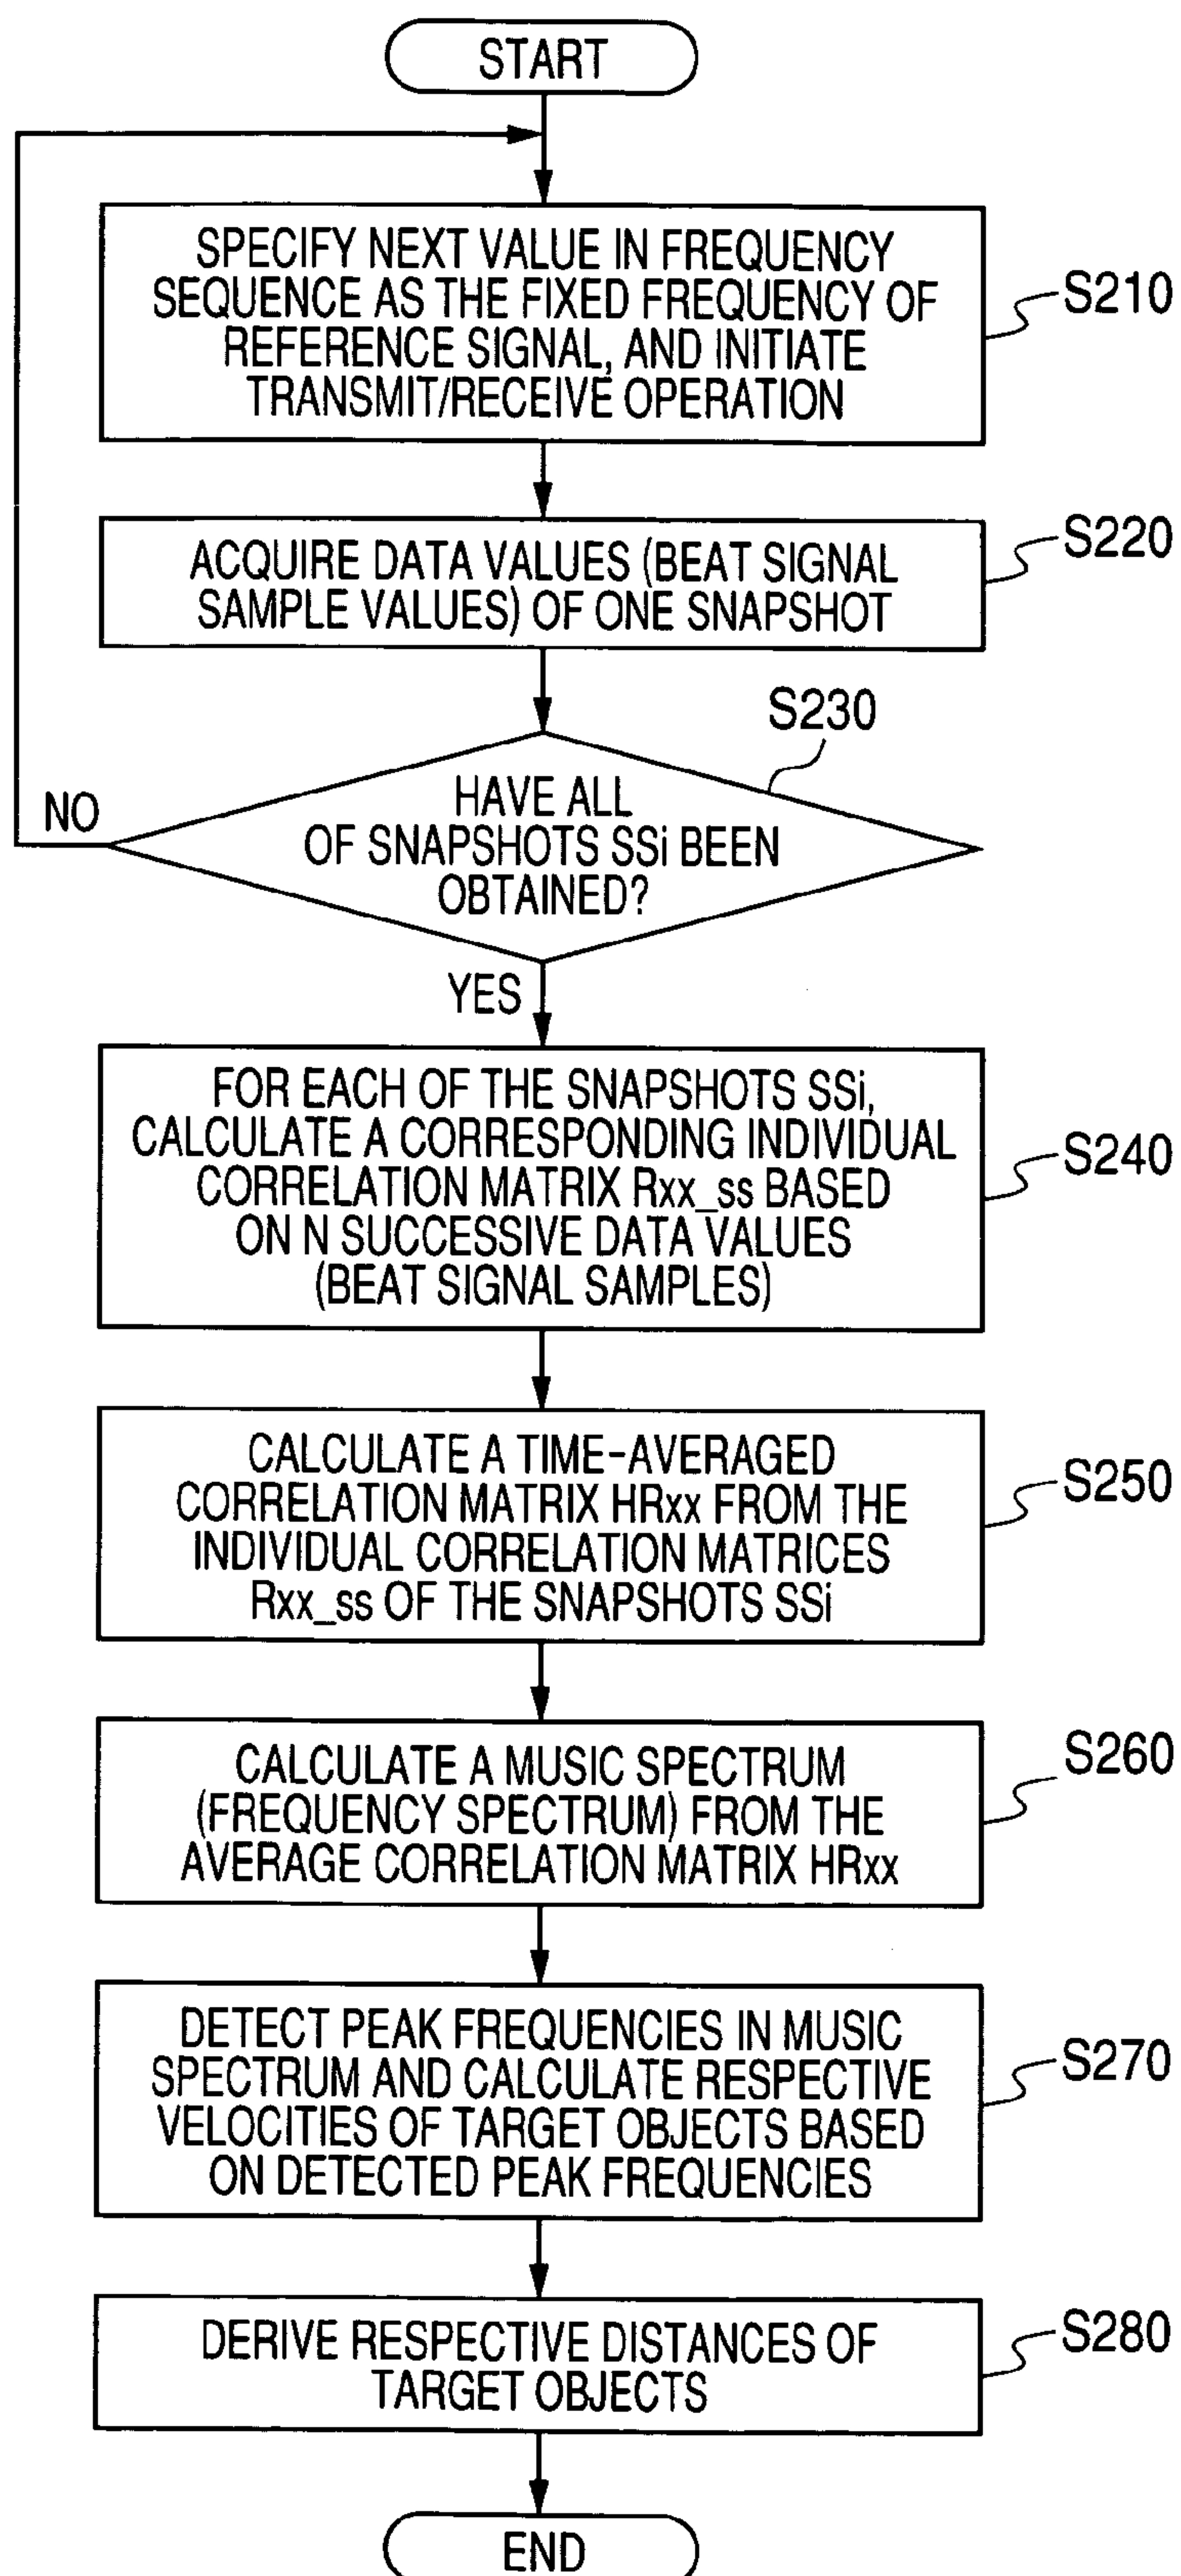 START
SPECIFY NEXT VALUE IN FREQUENCY
SEQUENCE AS THE FIXED FREQUENCY OF
REFERENCE SIGNAL, AND INITIATE
TRANSMIT/RECEIVE OPERATION
S210
ACQUIRE DATA VALUES (BEAT SIGNAL
SAMPLE VALUES) OF ONE SNAPSHOT
S220
S230
HAVE ALL
OF SNAPSHOTS SSi BEEN
OBTAINED?
NO
YES
FOR EACH OF THE SNAPSHOTS SSi,
CALCULATE A CORRESPONDING INDIVIDUAL
CORRELATION MATRIX Rxx_ss BASED
ON N SUCCESSIVE DATA VALUES
(BEAT SIGNAL SAMPLES)
S240
CALCULATE A TIME-AVERAGED
CORRELATION MATRIX HRxx FROM THE
INDIVIDUAL CORRELATION MATRICES
Rxx_ss OF THE SNAPSHOTS SSi
S250
CALCULATE A MUSIC SPECTRUM
(FREQUENCY SPECTRUM) FROM THE
AVERAGE CORRELATION MATRIX HRxx
S260
DETECT PEAK FREQUENCIES IN MUSIC
SPECTRUM AND CALCULATE RESPECTIVE
VELOCITIES OF TARGET OBJECTS BASED
ON DETECTED PEAK FREQUENCIES
S270
DERIVE RESPECTIVE DISTANCES OF
TARGET OBJECTS
S280
END